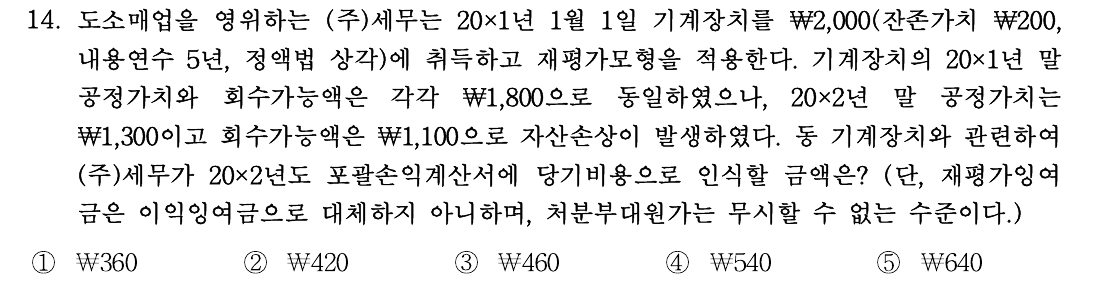 14. 도소매업을 영위하는 (주)세무는 20×1년 1월 1일 기계장치를 ₩2,000(잔존가치 ₩200,
내용연수 5년, 정액법 상각)에 취득하고 재평가모형을 적용한다. 기계장치의 20×1년 말
공정가치와 회수가능액은 각각 ₩1,800으로 동일하였으나, 20×2년 말 공정가치는
₩1,300이고 회수가능액은 ₩1,100으로 자산손상이 발생하였다. 동 기계장치와 관련하여
(주)세무가 20×2년도 포괄손익계산서에 당기비용으로 인식할 금액은? (단, 재평가잉여
금은 이익잉여금으로 대체하지 아니하며, 처분부대원가는 무시할 수 없는 수준이다.)
① ₩360 ② ₩420 ③ ₩460 ④ ₩540 ⑤ ₩640